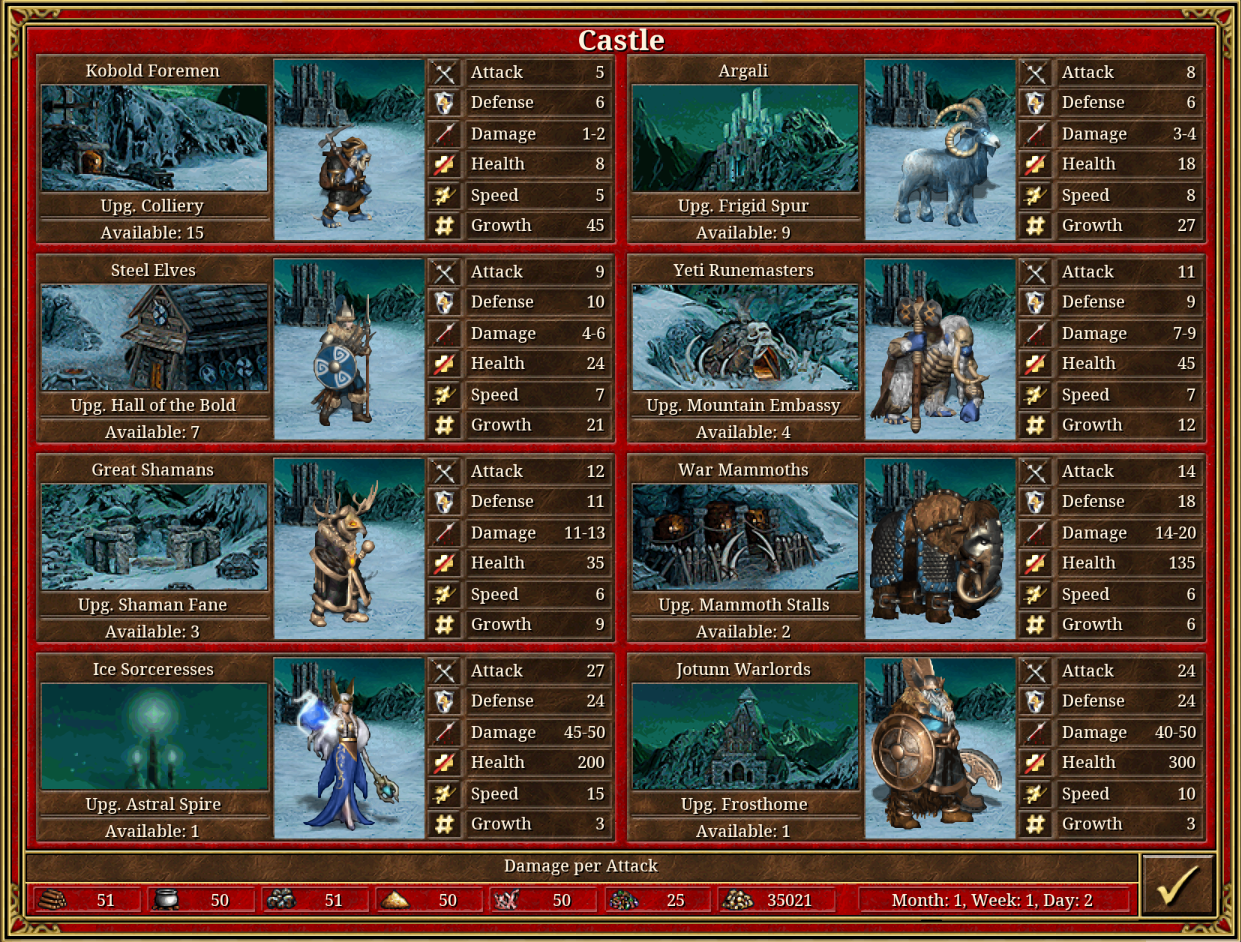 Castle
Kobold Foremen
Upg. Colliery
Available: 15
Attack 5
Defense 6
Damage 1-2
Health 8
Speed 5
Growth 45
Argali
Upg. Frigid Spur
Available: 9
Attack 8
Defense 6
Damage 3-4
Health 18
Speed 8
Growth 27
Steel Elves
Upg. Hall of the Bold
Available: 7
Attack 9
Defense 10
Damage 4-6
Health 24
Speed 7
Growth 21
Yeti Runemasters
Upg. Mountain Embassy
Available: 4
Attack 11
Defense 9
Damage 7-9
Health 45
Speed 7
Growth 12
Great Shamans
Upg. Shaman Fane
Available: 3
Attack 12
Defense 11
Damage 11-13
Health 35
Speed 6
Growth 9
War Mammoths
Upg. Mammoth Stalls
Available: 2
Attack 14
Defense 18
Damage 14-20
Health 135
Speed 6
Growth 6
Ice Sorceresses
Upg. Astral Spire
Available: 1
Attack 27
Defense 24
Damage 45-50
Health 200
Speed 15
Growth 3
Jotunn Warlords
Upg. Frosthome
Available: 1
Attack 24
Defense 24
Damage 40-50
Health 300
Speed 10
Growth 3
Damage per Attack
51 50 51 50 50 25 35021 Month: 1, Week: 1, Day: 2